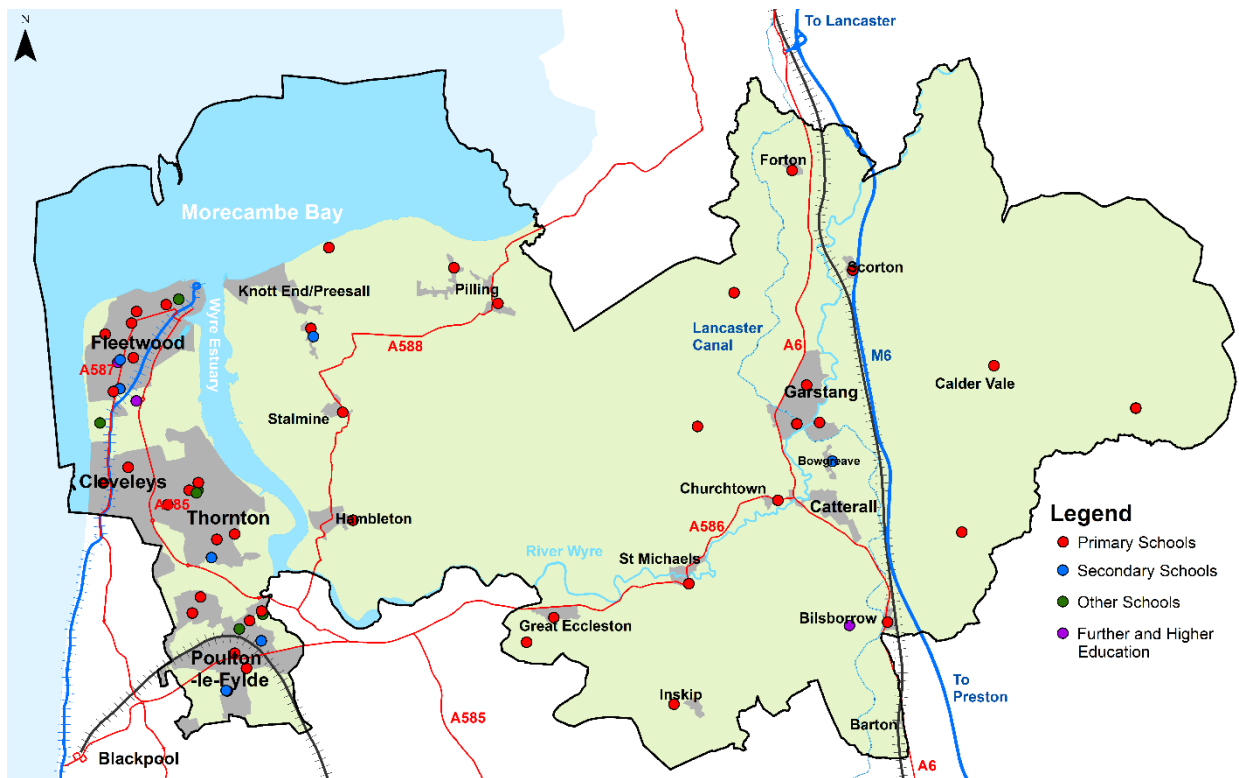 N
To Lancaster
Forton
Morecambe Bay
Scorton
Knott End/Preesall
Pilling
Wyre Estuary
Lancaster
Canal
A6
M6
Fleetwood
A588
A587
Calder Vale
Garstang
Stalmine
Bowgreave
Cleveleys
Churchtown
Catterall
A585
Thornton
Hambleton
A586
Legend
Primary Schools
Secondary Schools
Other Schools
Further and Higher
Education
River Wyre
St Michaels
Great Eccleston
Bilsborrow
Poulton
-le-Fylde
To
Preston
Inskip
A585
Barton
Blackpool
A6